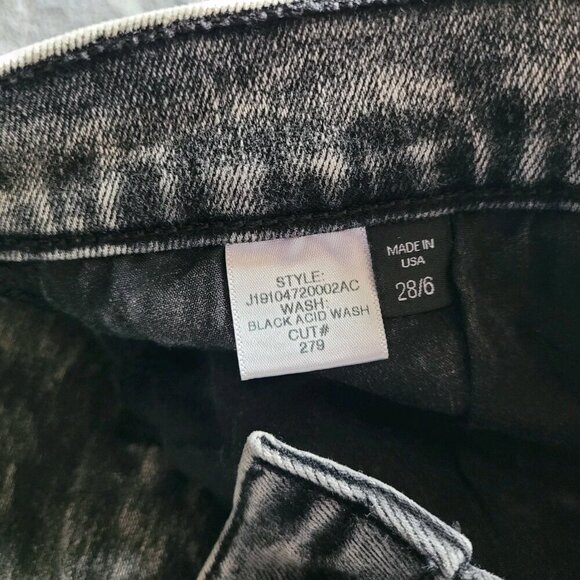 STYLE:
J19104720002AC
WASH:
BLACK ACID WASH
CUT#
279
MADE IN
USA
28/6